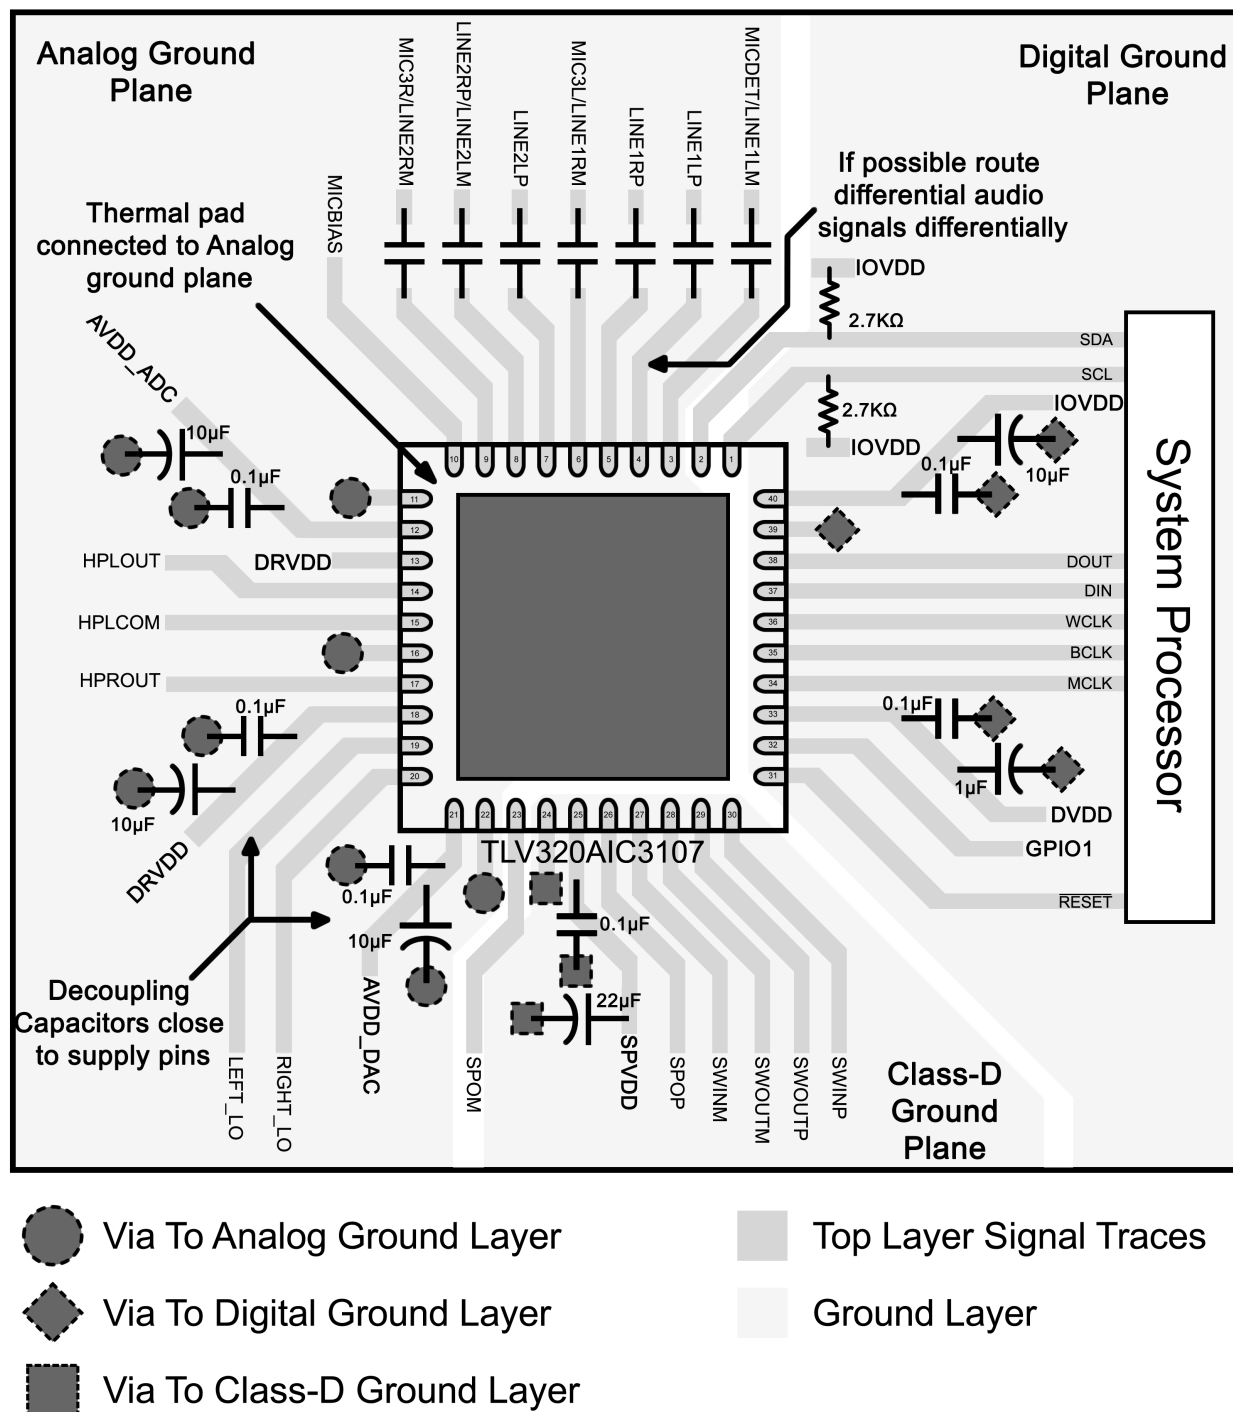 Analog Ground
Plane
Digital Ground
Plane
MICBIAS
MIC3R/LINE2RM
LINE2RP/LINE2LM
LINE2LP
MIC3L/LINE1RM
LINE1RP
LINE1LP
MICDET/LINE1LM
Thermal pad
connected to Analog
ground plane
If possible route
differential audio
signals differentially
IOVDD
2.7KΩ
SDA
SCL
2.7KΩ
IOVDD
IOVDD
10µF
0.1µF
AVDD_ADC
10µF
0.1µF
10
9
8
7
6
5
4
3
2
1
11
12
13
14
15
16
17
18
19
20
40
39
38
37
36
35
34
33
32
31
21
22
23
24
25
26
27
28
29
30
HPLOUT
DRVDD
HPLCOM
HPROUT
0.1µF
10µF
DRVDD
DOUT
DIN
WCLK
BCLK
MCLK
0.1µF
1µF
DVDD
GPIO1
RESET
System Processor
TLV320AIC3107
0.1µF
10µF
0.1µF
22µF
Decoupling
Capacitors close
to supply pins
LEFT_LO
RIGHT_LO
AVDD_DAC
SPOM
SPVDD
SPOP
SWINM
SWOUTM
SWOUTP
SWINP
Class-D
Ground
Plane
Via To Analog Ground Layer
Via To Digital Ground Layer
Via To Class-D Ground Layer
Top Layer Signal Traces
Ground Layer